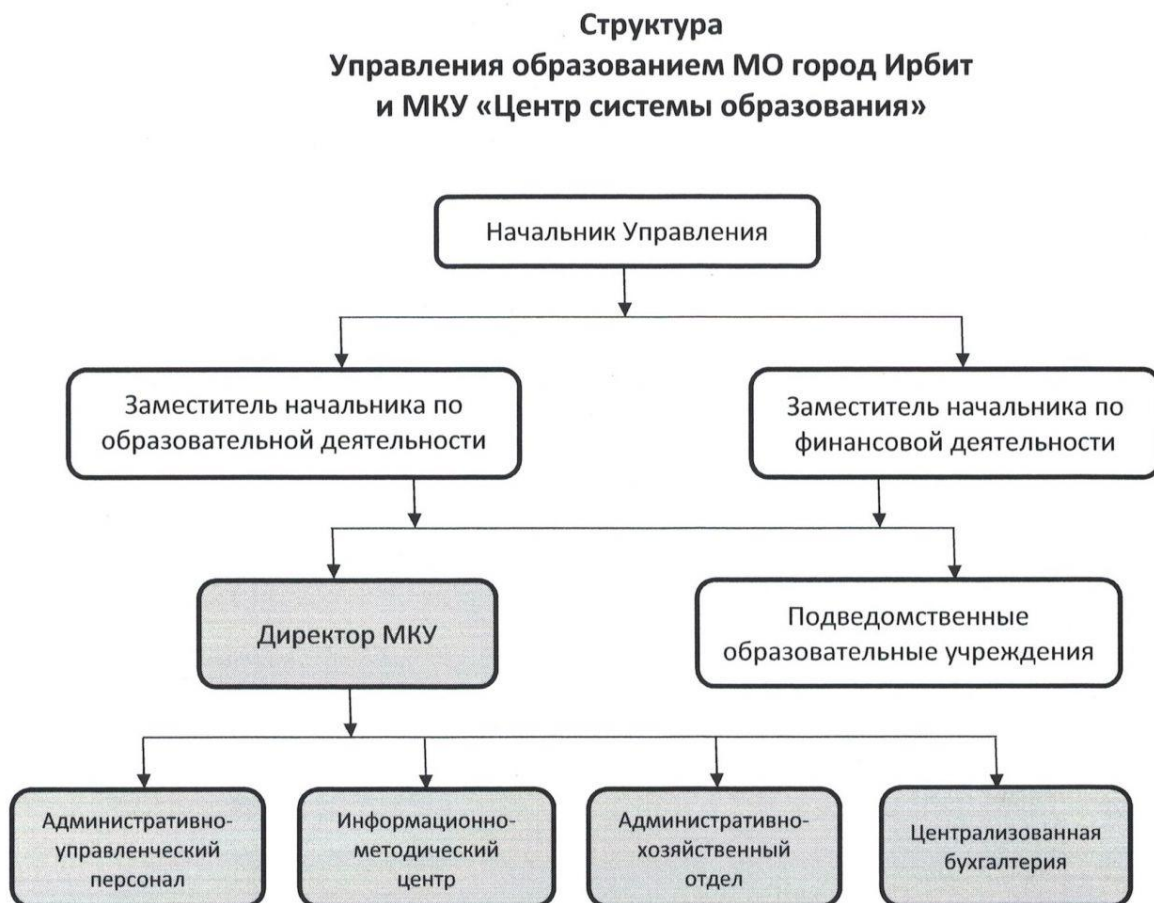 Структура
Управления образованием МО город Ирбит
и МКУ «Центр системы образования»
Начальник Управления
Заместитель начальника по
образовательной деятельности
Заместитель начальника по
финансовой деятельности
Директор МКУ
Подведомственные
образовательные учреждения
Административно-
управленческий
персонал
Информационно-
методический
центр
Административно-
хозяйственный
отдел
Централизованная
бухгалтерия